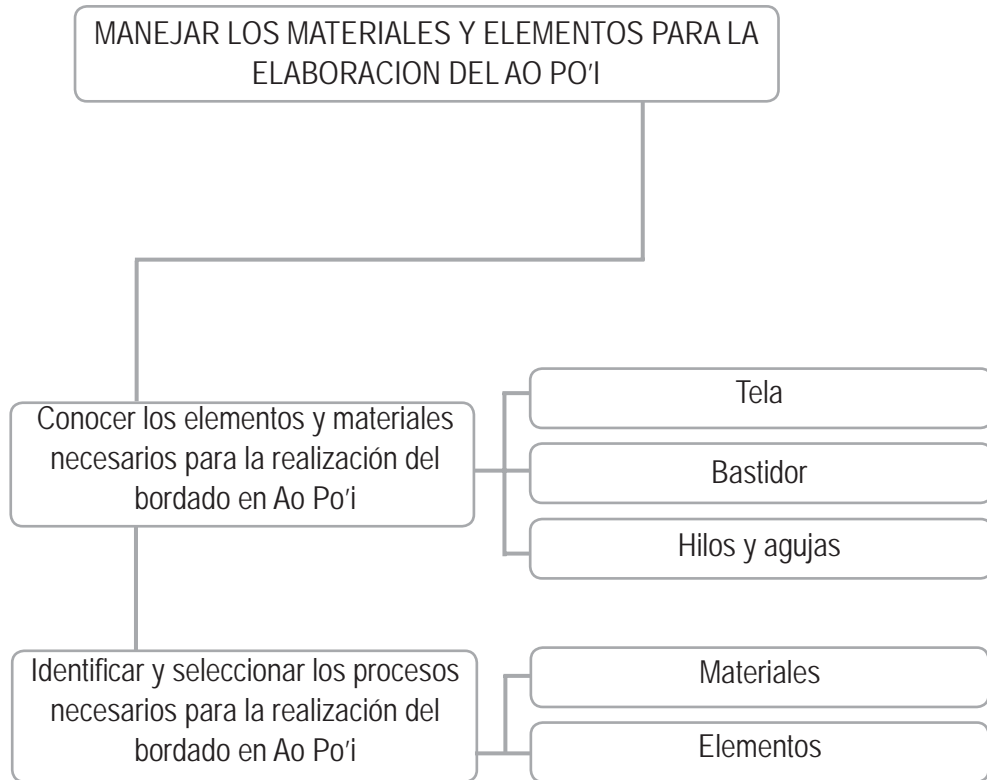 MANEJAR LOS MATERIALES Y ELEMENTOS PARA LA
ELABORACION DEL AO PO'I
Conocer los elementos y materiales
necesarios para la realización del
bordado en Ao Po'i
Tela
Bastidor
Hilos y agujas
Identificar y seleccionar los procesos
necesarios para la realización del
bordado en Ao Po'i
Materiales
Elementos